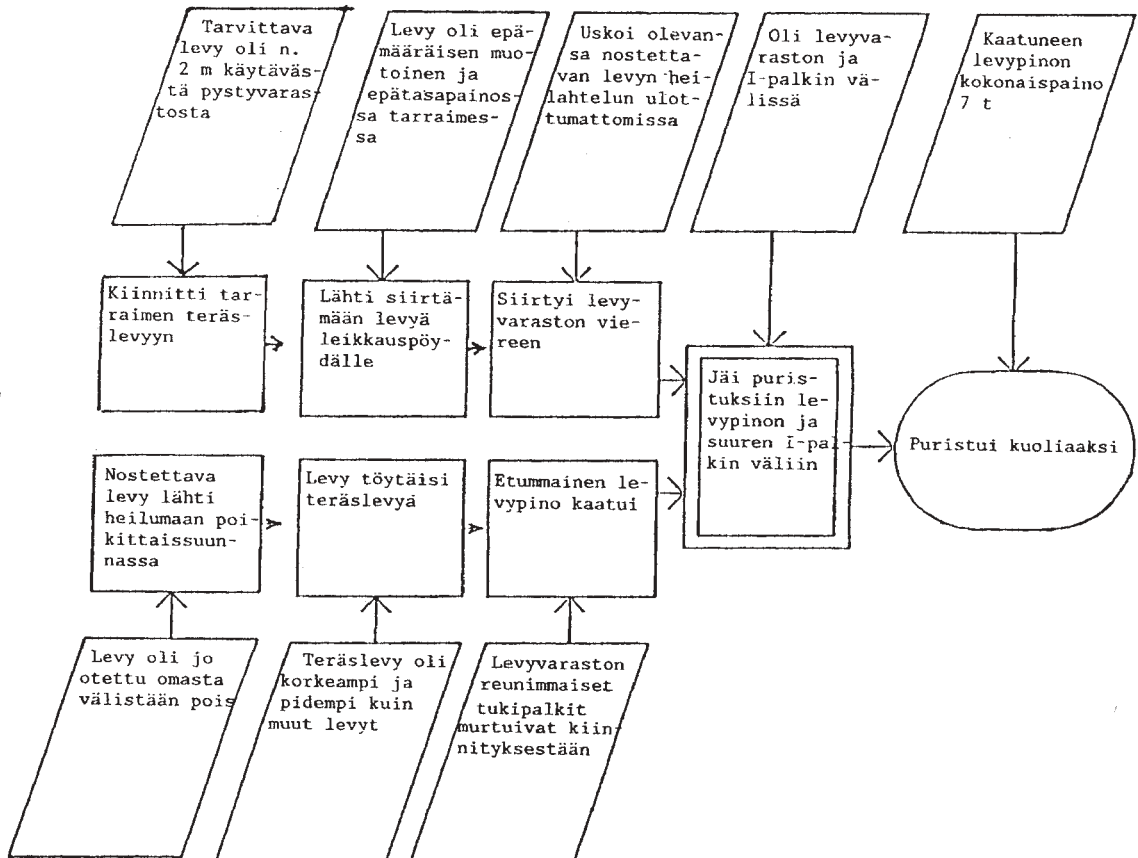 Tarvittava
levy oli n.
2 m käytäväs-
tä pystyvaras-
tosta
Levy oli epä-
määräisen muo-
toinen ja
epätasapainos-
sa tarraimes-
sa
Uskoi olevan-
sa nostetta-
van levyn hei-
lahtelun ulot-
tumattomissa
Oli levyva-
raston ja
I-palkin vä-
lissä
Kaatuneen
levypinon
kokonaispaino
7 t
Kiinnitti tar-
raimen teräs-
levyyn
Lähti siirtä-
mään levyä
leikkauspöy-
dälle
Siirtyi levy-
varaston vie-
reen
Jäi puris-
tuksiin le-
vypinon ja
suuren I-pal-
kin väliin
Puristui kuoliaaksi
Nostettava
levy lähti
heilumaan poi-
kittaissuun-
nassa
Levy töytäisi
teräslevyä
Etummainen le-
vypino kaatui
Levy oli jo
otettu omasta
välistään pois
Teräslevy oli
korkeampi ja
pidempi kuin
muut levyt
Levyvaraston
reunimmaiset
tukipalkit
murtuivat kiin-
nityksestään